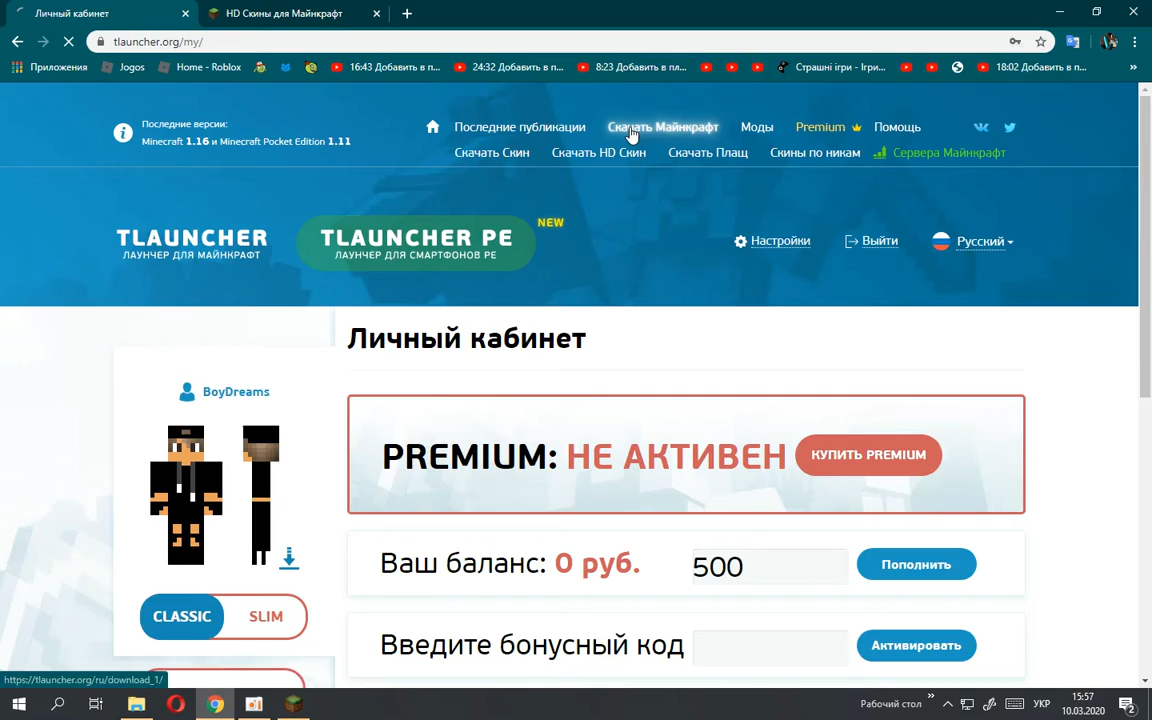 Личный кабинет
HD Скины для Майнкрафт
tlauncher.org/my/
Приложения
Jogos
Home - Roblox
16:43 Добавить в п...
24:32 Добавить в п...
8:23 Добавить в пл...
Страшні ігри - Ігри...
18:02 Добавить в п...
Последние версии:
Minecraft 1.16 и Minecraft Pocket Edition 1.11
Последние публикации
Скачать Майнкрафт
Моды
Premium
Помощь
Скачать Скин
Скачать HD Скин
Скачать Плащ
Скины по никам
Сервера Майнкрафт
TLAUNCHER
ЛАУНЧЕР ДЛЯ МАЙНКРАФТ
TLAUNCHER PE
ЛАУНЧЕР ДЛЯ СМАРТФОНОВ PE
NEW
Настройки
Выйти
Русский
Личный кабинет
BoyDreams
CLASSIC
SLIM
PREMIUM: НЕ АКТИВЕН
КУПИТЬ PREMIUM
Ваш баланс: 0 руб.
500
Пополнить
Введите бонусный код
Активировать
https://tlauncher.org/ru/download_1/
Рабочий стол
УКР
15:57
10.03.2020
2